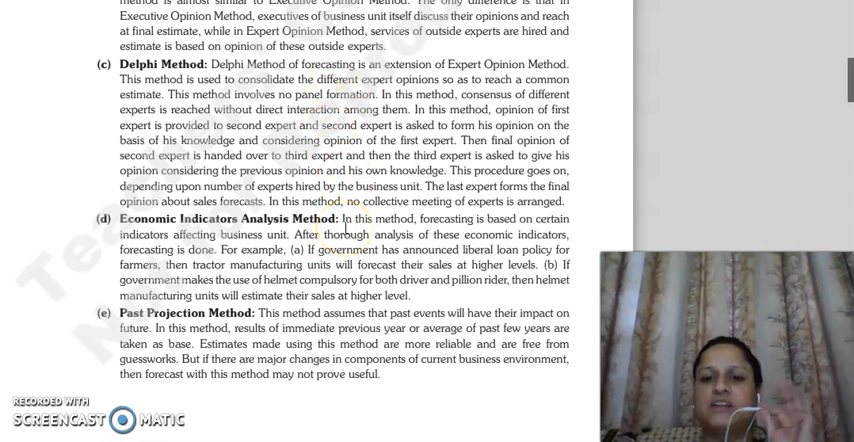 method is almost similar to Executive Opinion Method. The only difference is that in
Executive Opinion Method, executives of business unit itself discuss their opinions and reach
at final estimate, while in Expert Opinion Method, services of outside experts are hired and
estimate is based on opinion of these outside experts.
(c) Delphi Method: Delphi Method of forecasting is an extension of Expert Opinion Method.
This method is used to consolidate the different expert opinions so as to reach a common
estimate. This method involves no panel formation. In this method, consensus of different
experts is reached without direct interaction among them. In this method, opinion of first
expert is provided to second expert and second expert is asked to form his opinion on the
basis of his knowledge and considering opinion of the first expert. Then final opinion of
second expert is handed over to third expert and then the third expert is asked to give his
opinion considering the previous opinion and his own knowledge. This procedure goes on,
depending upon number of experts hired by the business unit. The last expert forms the final
opinion about sales forecasts. In this method, no collective meeting of experts is arranged.
(d) Economic Indicators Analysis Method: In this method, forecasting is based on certain
indicators affecting business unit. After thorough analysis of these economic indicators,
forecasting is done. For example, (a) If government has announced liberal loan policy for
farmers, then tractor manufacturing units will forecast their sales at higher levels. (b) If
government makes the use of helmet compulsory for both driver and pillion rider, then helmet
manufacturing units will estimate their sales at higher level.
(e) Past Projection Method: This method assumes that past events will have their impact on
future. In this method, results of immediate previous year or average of past few years are
taken as base. Estimates made using this method are more reliable and are free from
guessworks. But if there are major changes in components of current business environment,
then forecast with this method may not prove useful.
RECORDED WITH
SCREENCAST MATIC